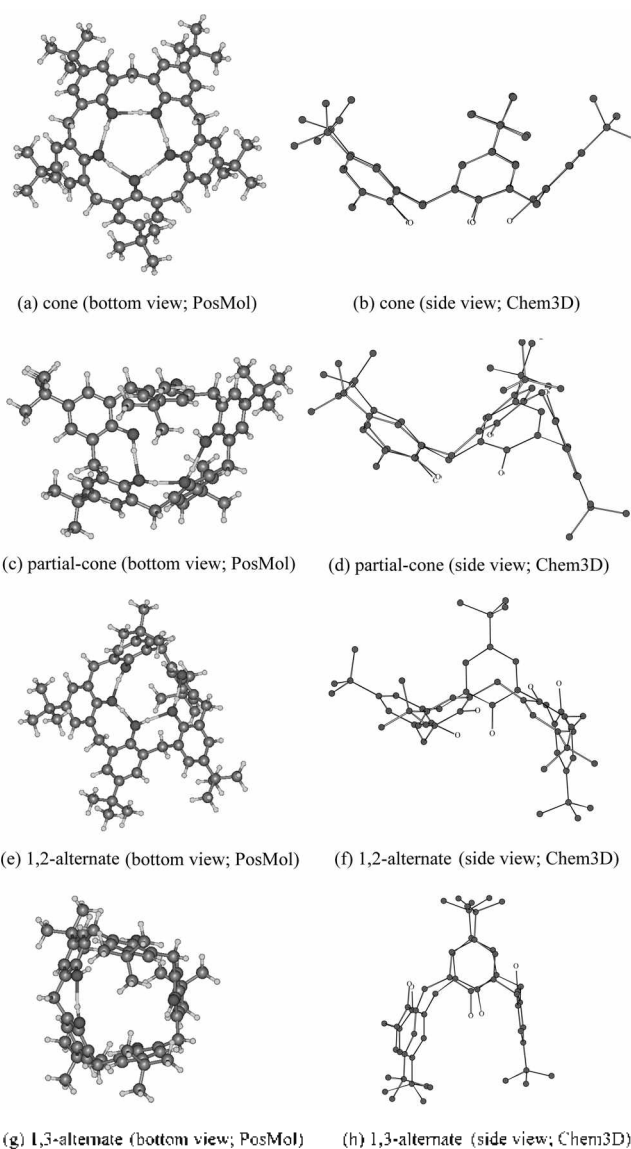 (a) cone (bottom view; PosMol) (b) cone (side view; Chem3D)
(c) partial-cone (bottom view; PosMol) (d) partial-cone (side view; Chem3D)
(e) 1,2-alternate (bottom view; PosMol) (f) 1,2-alternate (side view; Chem3D)
(g) 1,3-alternate (bottom view; PosMol) (h) 1,3-alternate (side view; Chem3D)